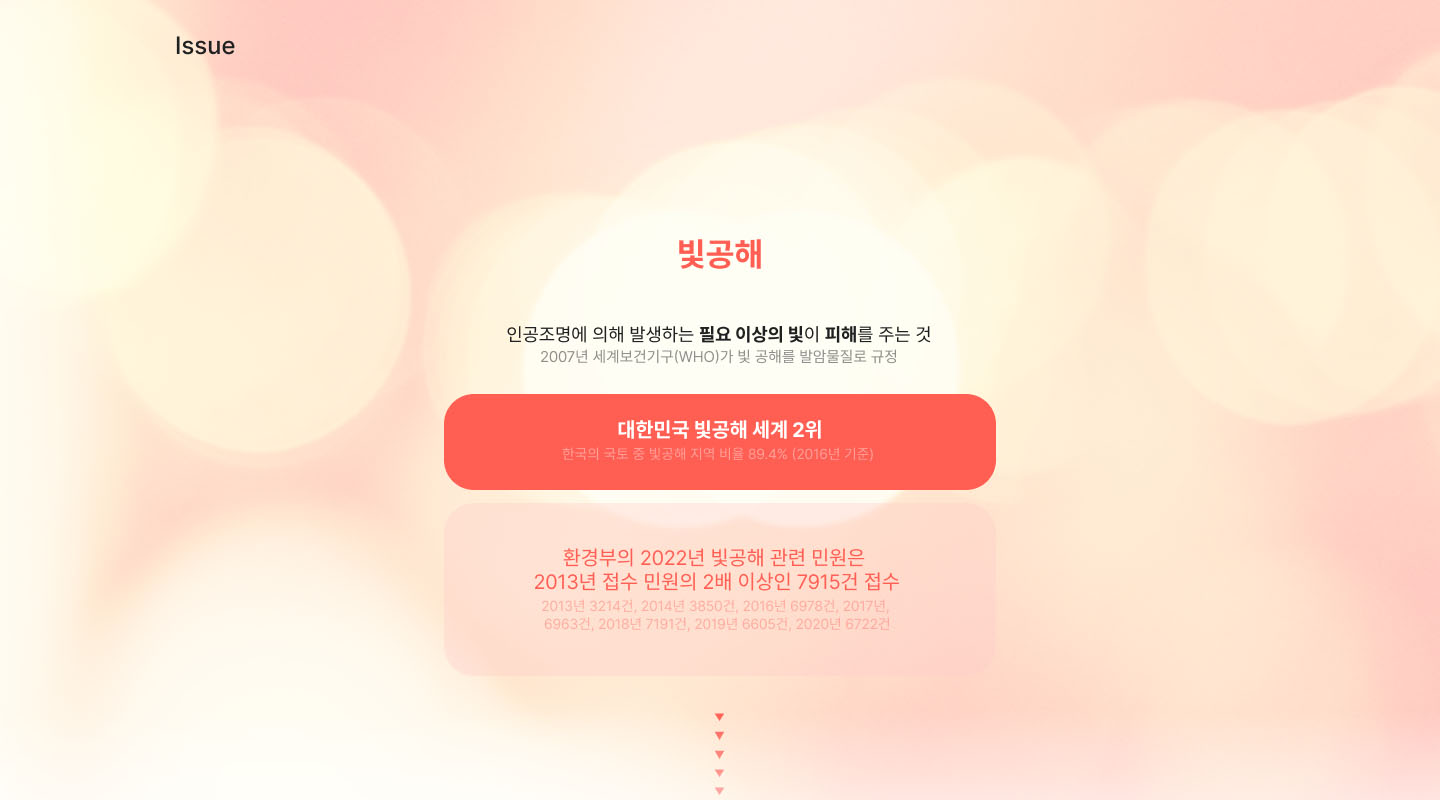 Issue
빛공해
인공조명에 의해 발생하는 필요 이상의 빛이 피해를 주는 것
2007년 세계보건기구(WHO)가 빛 공해를 발암물질로 규정
대한민국 빛공해 세계 2위
한국의 국토 중 빛공해 지역 비율 89.4% (2016년 기준)
환경부의 2022년 빛공해 관련 민원은
2013년 접수 민원의 2배 이상인 7915건 접수
2013년 3214건, 2014년 3850건, 2016년 6978건, 2017년,
6963건, 2018년 7191건, 2019년 6605건, 2020년 6722건